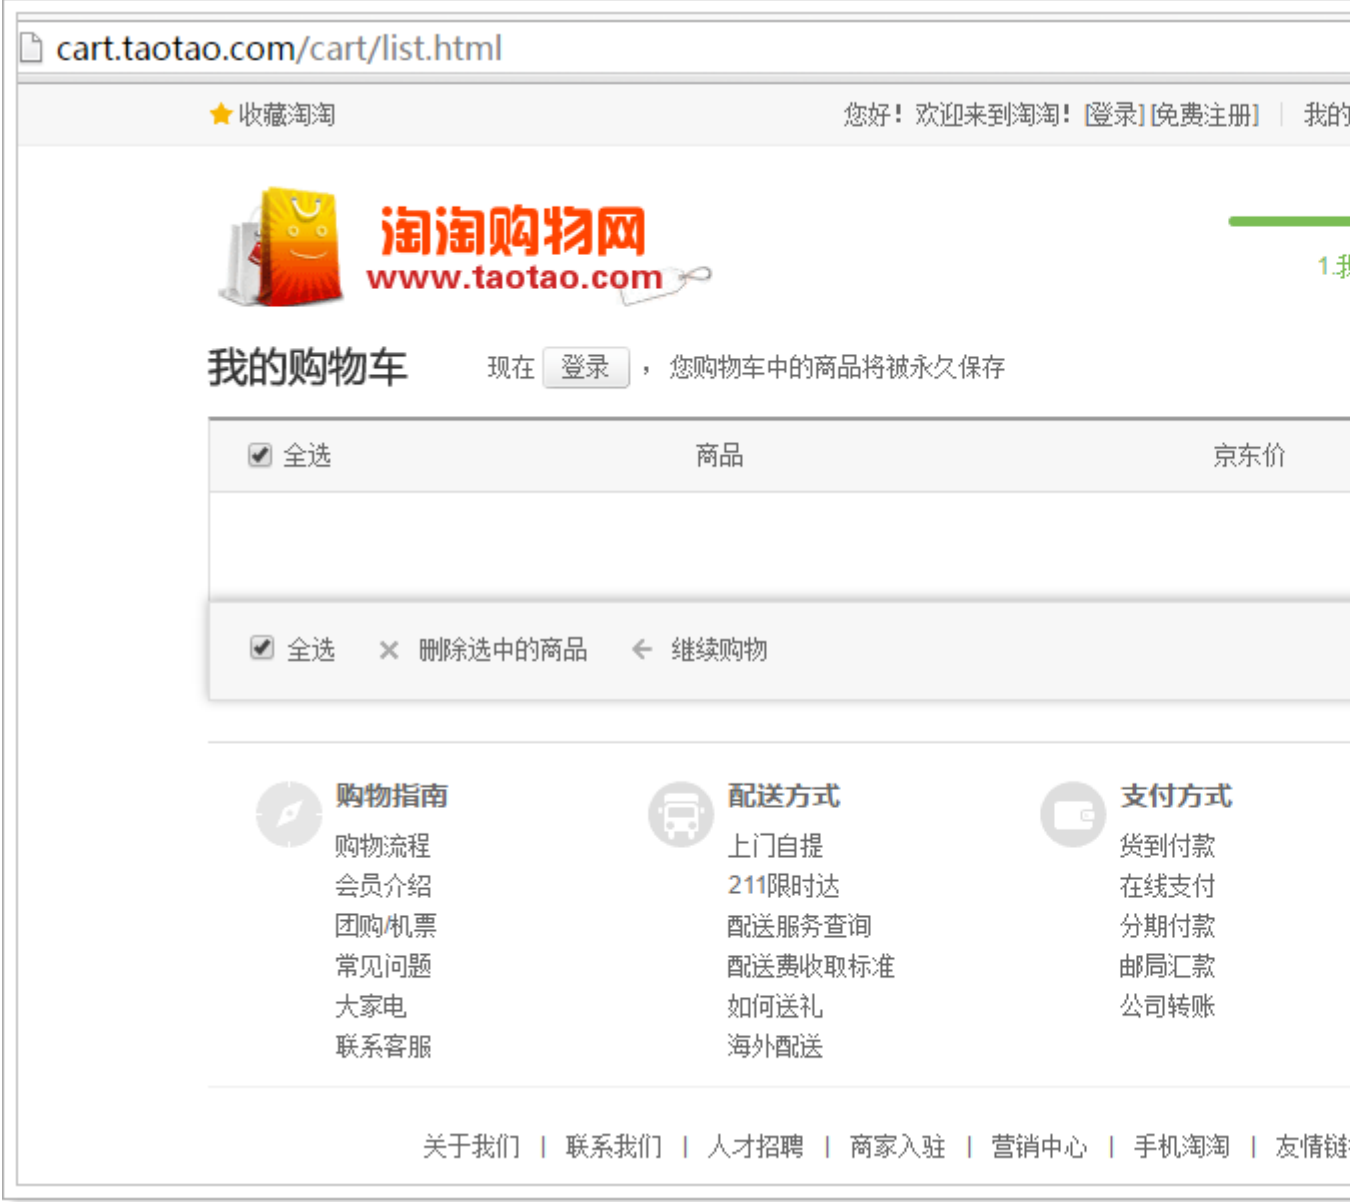 cart.taotao.com/cart/list.html
收藏淘淘 您好！欢迎来到淘淘！[登录][免费注册] 我的
淘淘购物网
www.taotao.com
1.我
我的购物车 现在 登录 ，您购物车中的商品将被永久保存
全选 商品 京东价
全选 删除选中的商品 继续购物
购物指南 配送方式 支付方式
购物流程 上门自提 货到付款
会员介绍 211限时达 在线支付
团购/机票 配送服务查询 分期付款
常见问题 配送费收取标准 邮局汇款
大家电 如何送礼 公司转账
联系客服 海外配送
关于我们 | 联系我们 | 人才招聘 | 商家入驻 | 营销中心 | 手机淘淘 | 友情链